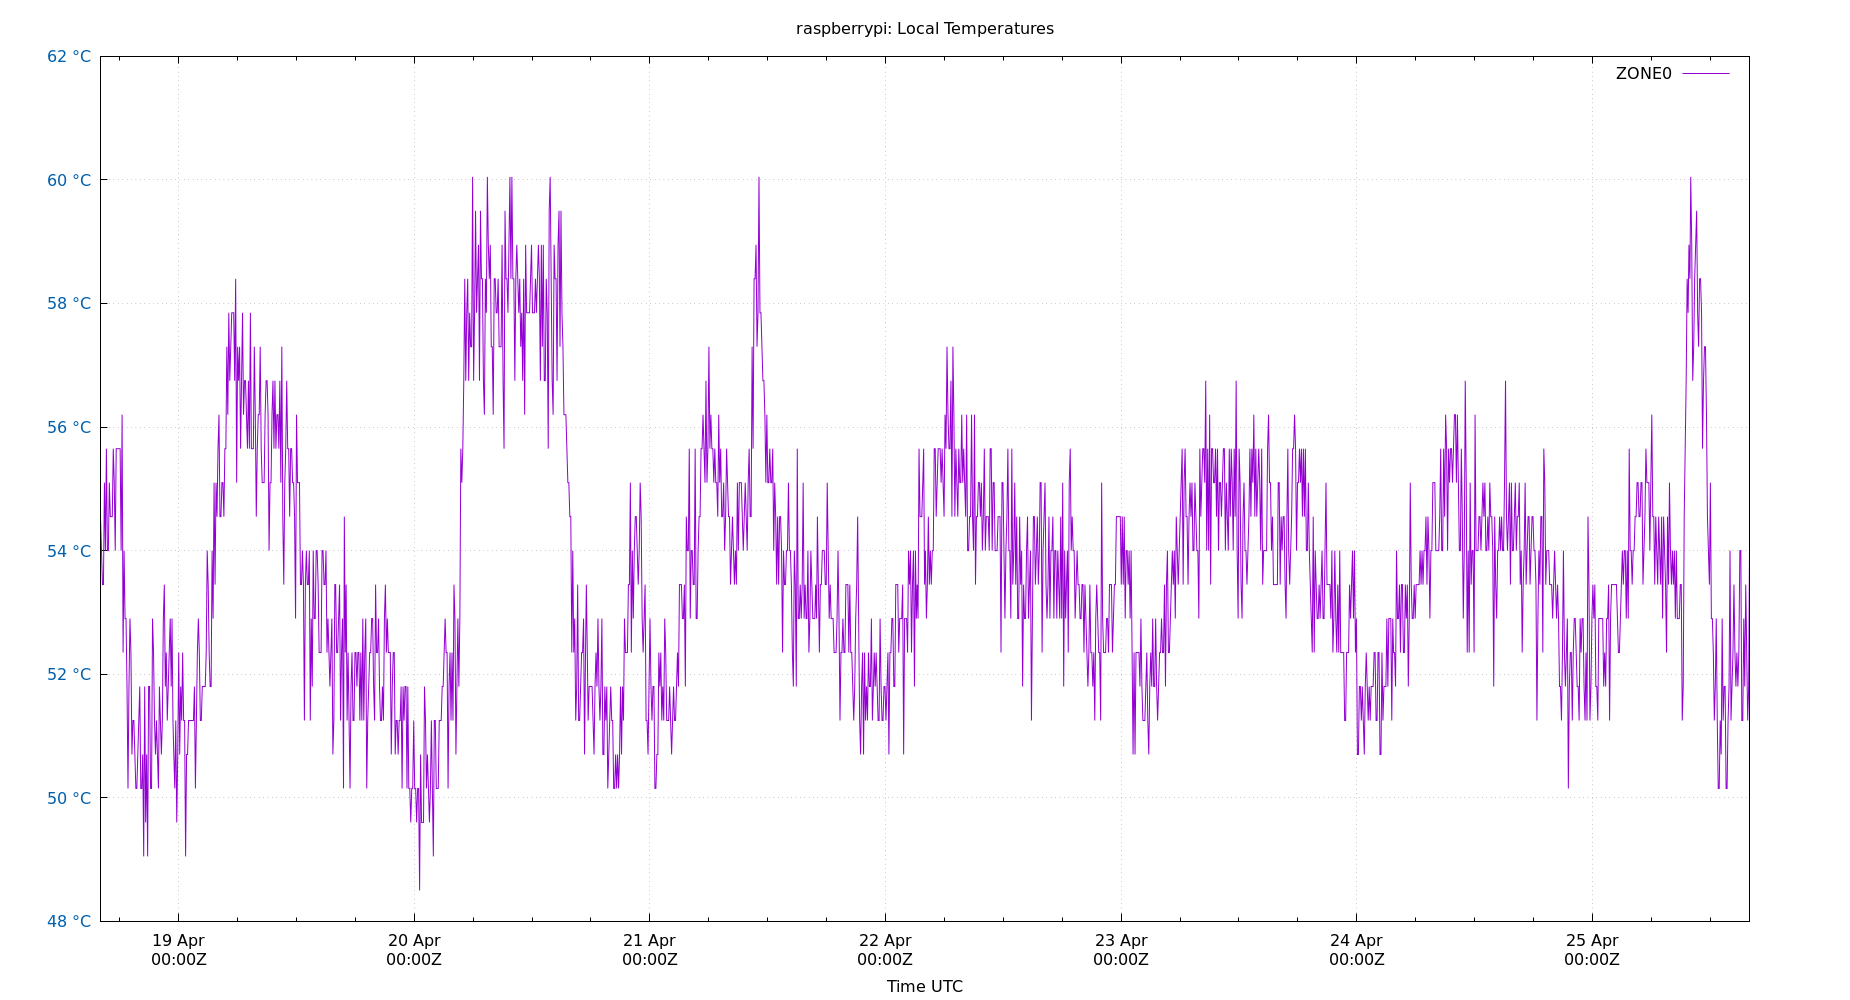 raspberrypi: Local Temperatures
62 °C
ZONE0
60 °C
58 °C
56 °C
54 °C
52 °C
50 °C
48 °C
19 Apr 20 Apr 21 Apr 22 Apr 23 Apr 24 Apr 25 Apr
00:00Z 00:00Z 00:00Z 00:00Z 00:00Z 00:00Z 00:00Z
Time UTC